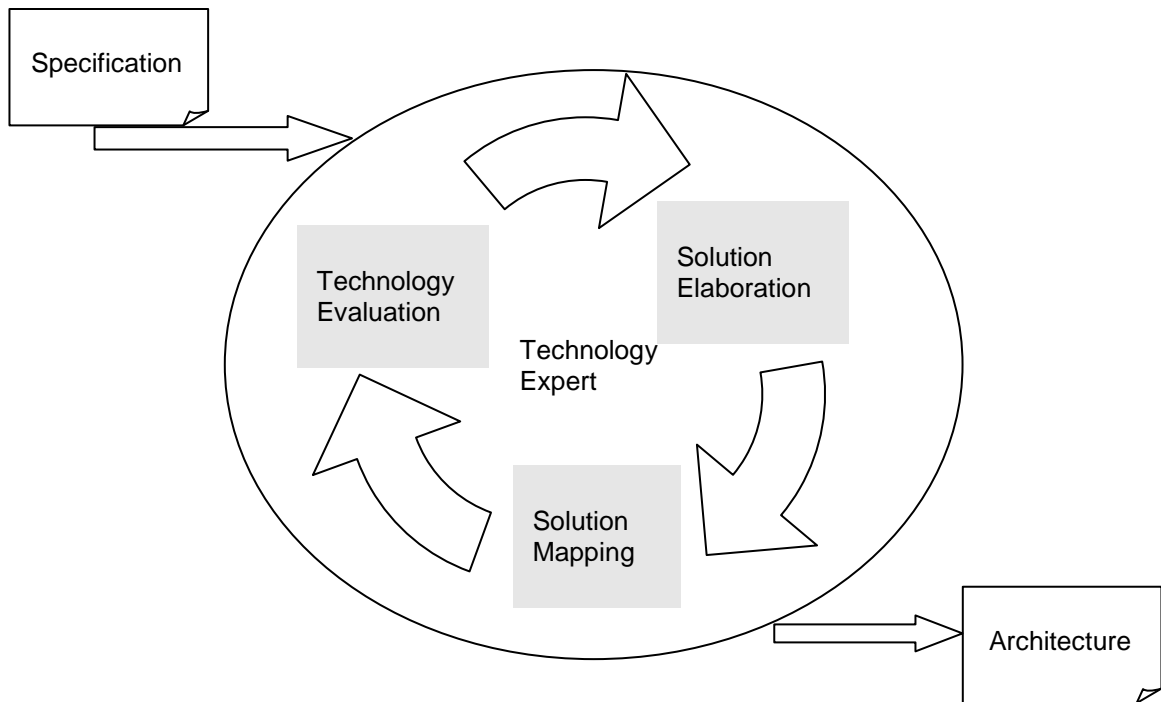 Specification
Technology
Evaluation
Solution
Elaboration
Technology
Expert
Solution
Mapping
Architecture